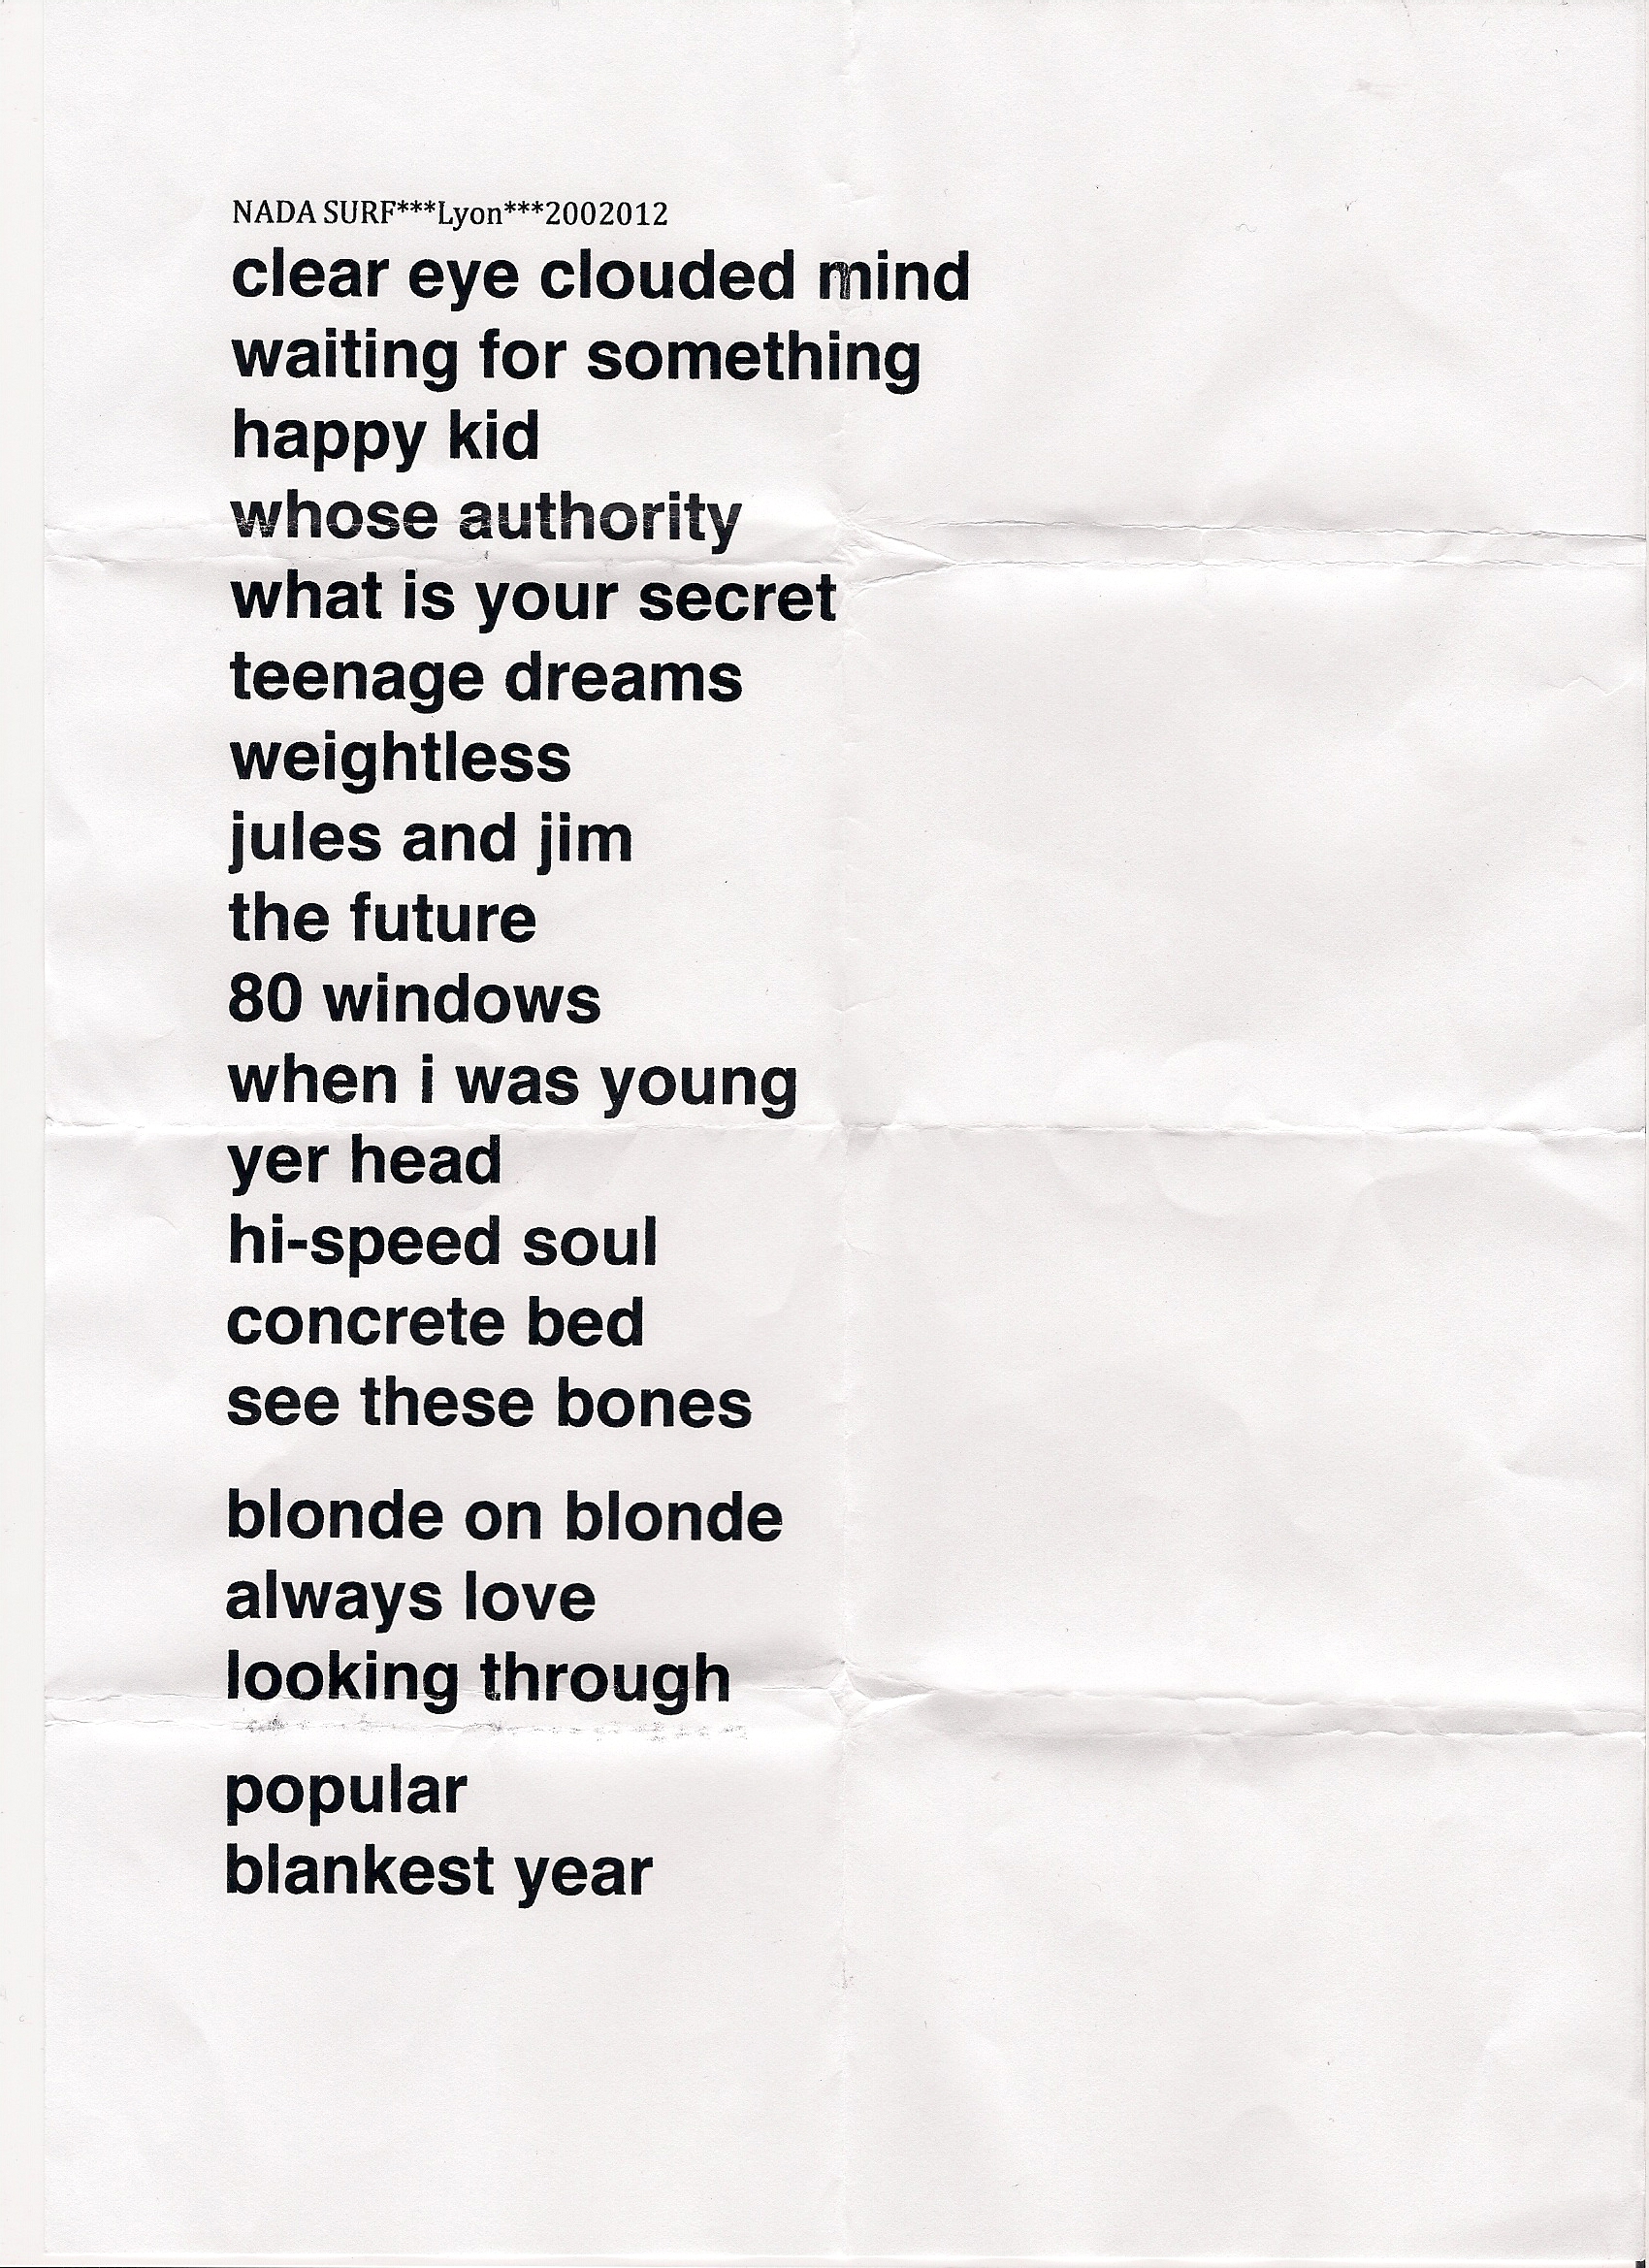 NADA SURF***Lyon***2002012
clear eye clouded mind
waiting for something
happy kid
whose authority
what is your secret
teenage dreams
weightless
jules and jim
the future
80 windows
when i was young
yer head
hi-speed soul
concrete bed
see these bones
blonde on blonde
always love
looking through
popular
blankest year